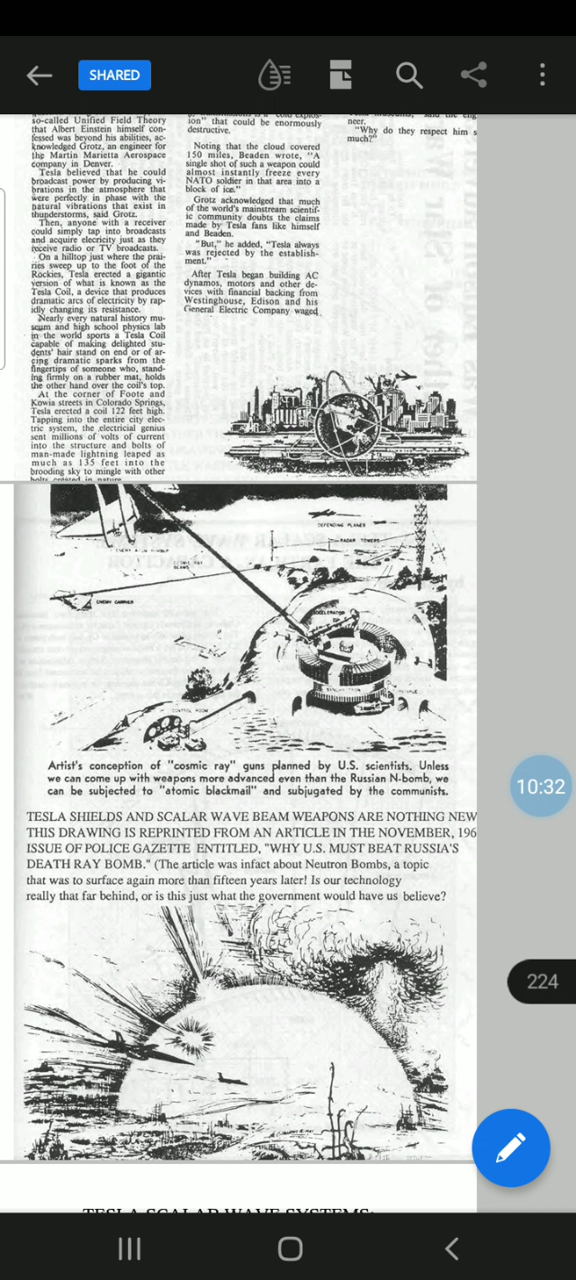 SHARED
so-called Unified Field Theory
that Albert Einstein himself con-
fessed was beyond his abilities, ac-
knowledged Grotz, an engineer for
the Martin Marietta Aerospace
company in Denver.
Tesla believed that he could
broadcast power by producing vi-
brations in the atmosphere that
were perfectly in phase with the
natural vibrations that exist in
thunderstorms, said Grotz.
Then, anyone with a receiver
could simply tap into broadcasts
and acquire elecricity just as they
receive radio or TV broadcasts.
On a hilltop just where the prai-
ries sweep up to the foot of the
Rockies, Tesla erected a gigantic
version of what is known as the
Tesla Coil, a device that produces
dramatic arcs of electricity by rap-
idly changing its resistance.
Nearly every natural history mu-
seum and high school physics lab
in the world sports a Tesla Coil
capable of making delighted stu-
dents' hair stand on end or of ar-
cing dramatic sparks from the
fingertips of someone who, stand-
ing firmly on a rubber mat, holds
the other hand over the coil's top.
At the corner of Foote and
Kowia streets in Colorado Springs,
Tesla erected a coil 122 feet high.
Tapping into the entire city elec-
tric system, the electricial genius
sent millions of volts of current
into the structure and bolts of
man-made lightning leaped as
much as 135 feet into the
brooding sky to mingle with other
bolts created in nature
ion" that could be enormously
destructive.
Noting that the cloud covered
150 miles, Beaden wrote, "A
single shot of such a weapon could
almost instantly freeze every
NATO soldier in that area into a
block of ice."
Grotz acknowledged that much
of the world's mainstream scientif-
ic community doubts the claims
made by Tesla fans like himself
and Beaden.
"But," he added, "Tesla always
was rejected by the establish-
ment."
After Tesla began building AC
dynamos, motors and other de-
vices with financial backing from
Westinghouse, Edison and his
General Electric Company waged
neer.
"Why do they respect him s
much?"
DEFENDING PLANES
RADAR TOWERS
ENEMY CARRIER
ACCELERATOR
SYNCHROTRON
CONTROL ROOM
Artist's conception of "cosmic ray" guns planned by U.S. scientists. Unless
we can come up with weapons more advanced even than the Russian N-bomb, we
can be subjected to "atomic blackmail" and subjugated by the communists.
TESLA SHIELDS AND SCALAR WAVE BEAM WEAPONS ARE NOTHING NEW
THIS DRAWING IS REPRINTED FROM AN ARTICLE IN THE NOVEMBER, 196
ISSUE OF POLICE GAZETTE ENTITLED, "WHY U.S. MUST BEAT RUSSIA'S
DEATH RAY BOMB." (The article was infact about Neutron Bombs, a topic
that was to surface again more than fifteen years later! Is our technology
really that far behind, or is this just what the government would have us believe?
10:32
224
TESLA SCALAR WAVE SYSTEMS: